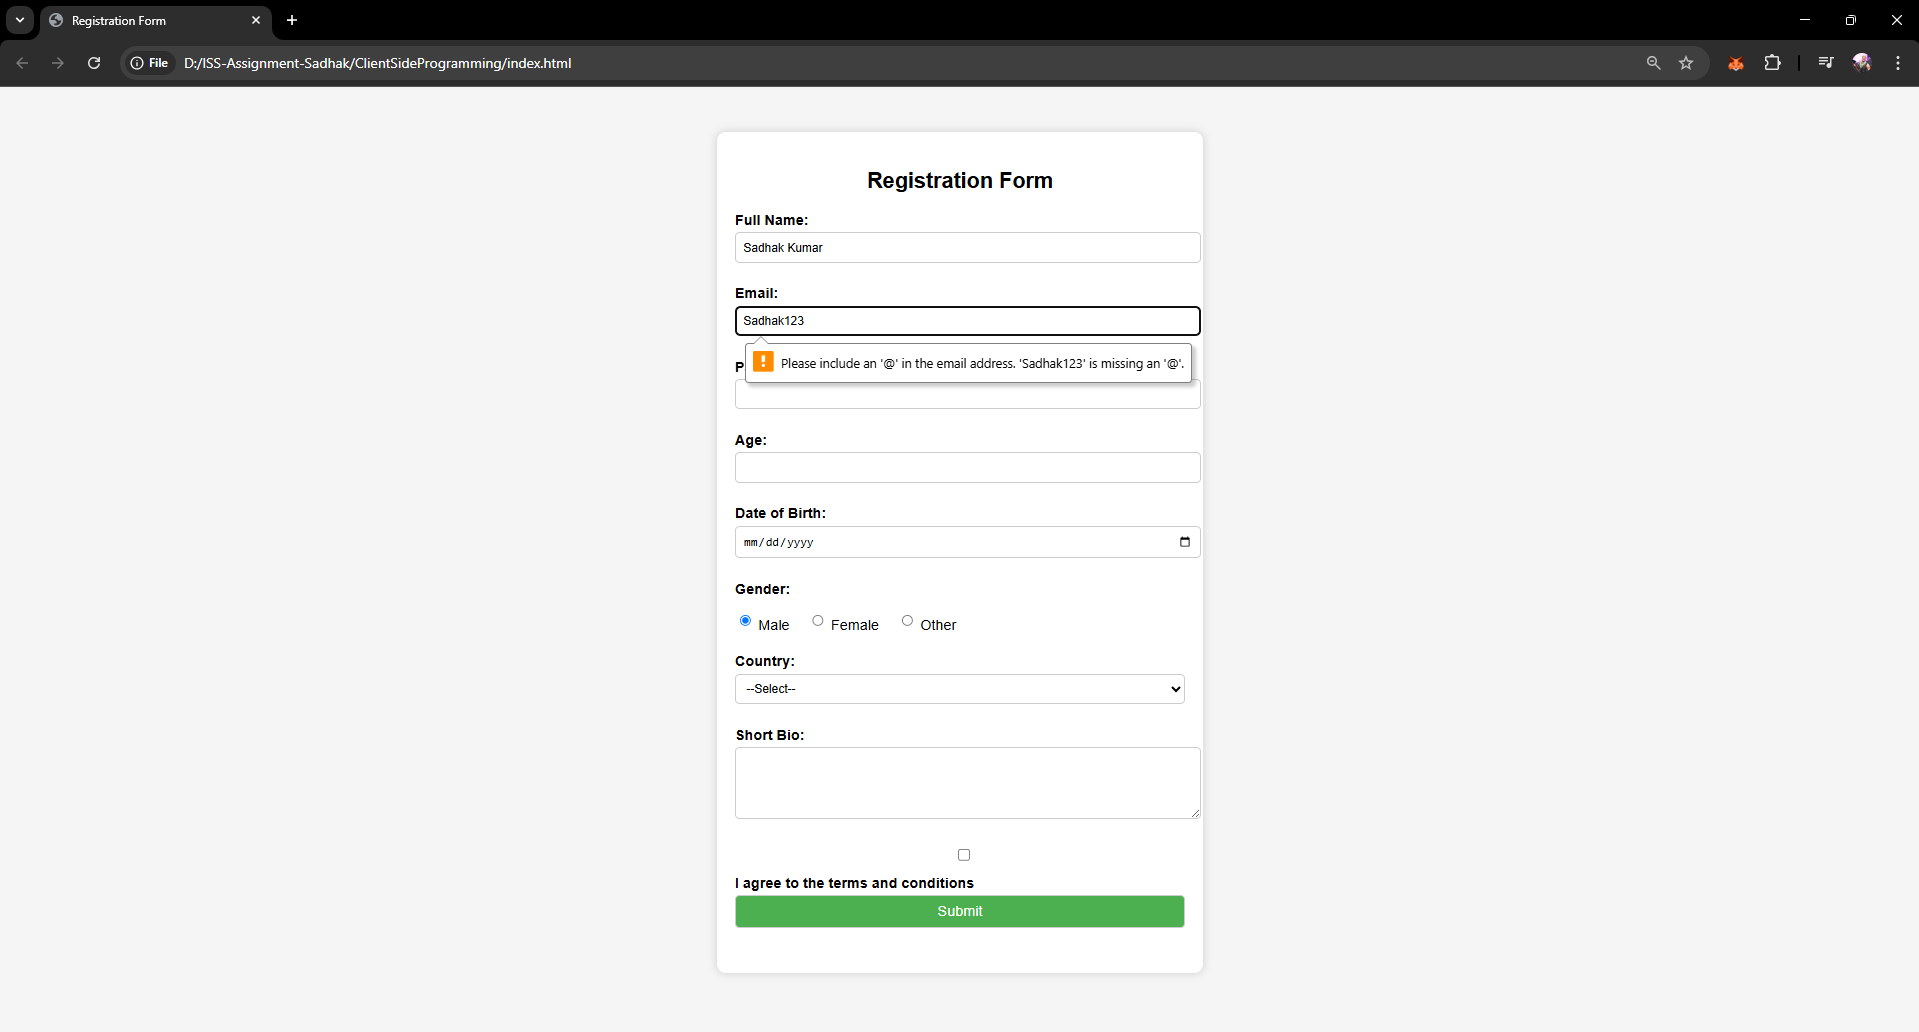 Registration Form
File D:/ISS-Assignment-Sadhak/ClientSideProgramming/index.html
Registration Form
Full Name:
Sadhak Kumar
Email:
Sadhak123
P
Please include an '@' in the email address. 'Sadhak123' is missing an '@'.
Age:
Date of Birth:
mm/dd/yyyy
Gender:
Male Female Other
Country:
--Select--
Short Bio:
I agree to the terms and conditions
Submit